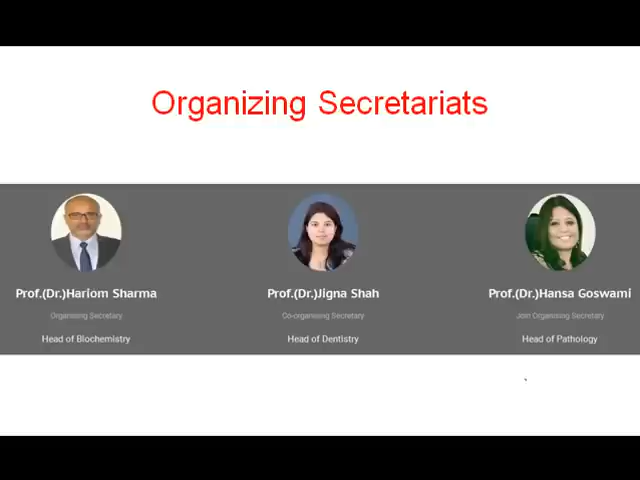 Organizing Secretariats
Prof.(Dr.)Hariom Sharma
Organising Secretary
Head of Biochemistry
Prof.(Dr.)Jigna Shah
Co-organising Secretary
Head of Dentistry
Prof.(Dr.)Hansa Goswami
Join Organising Secretary
Head of Pathology